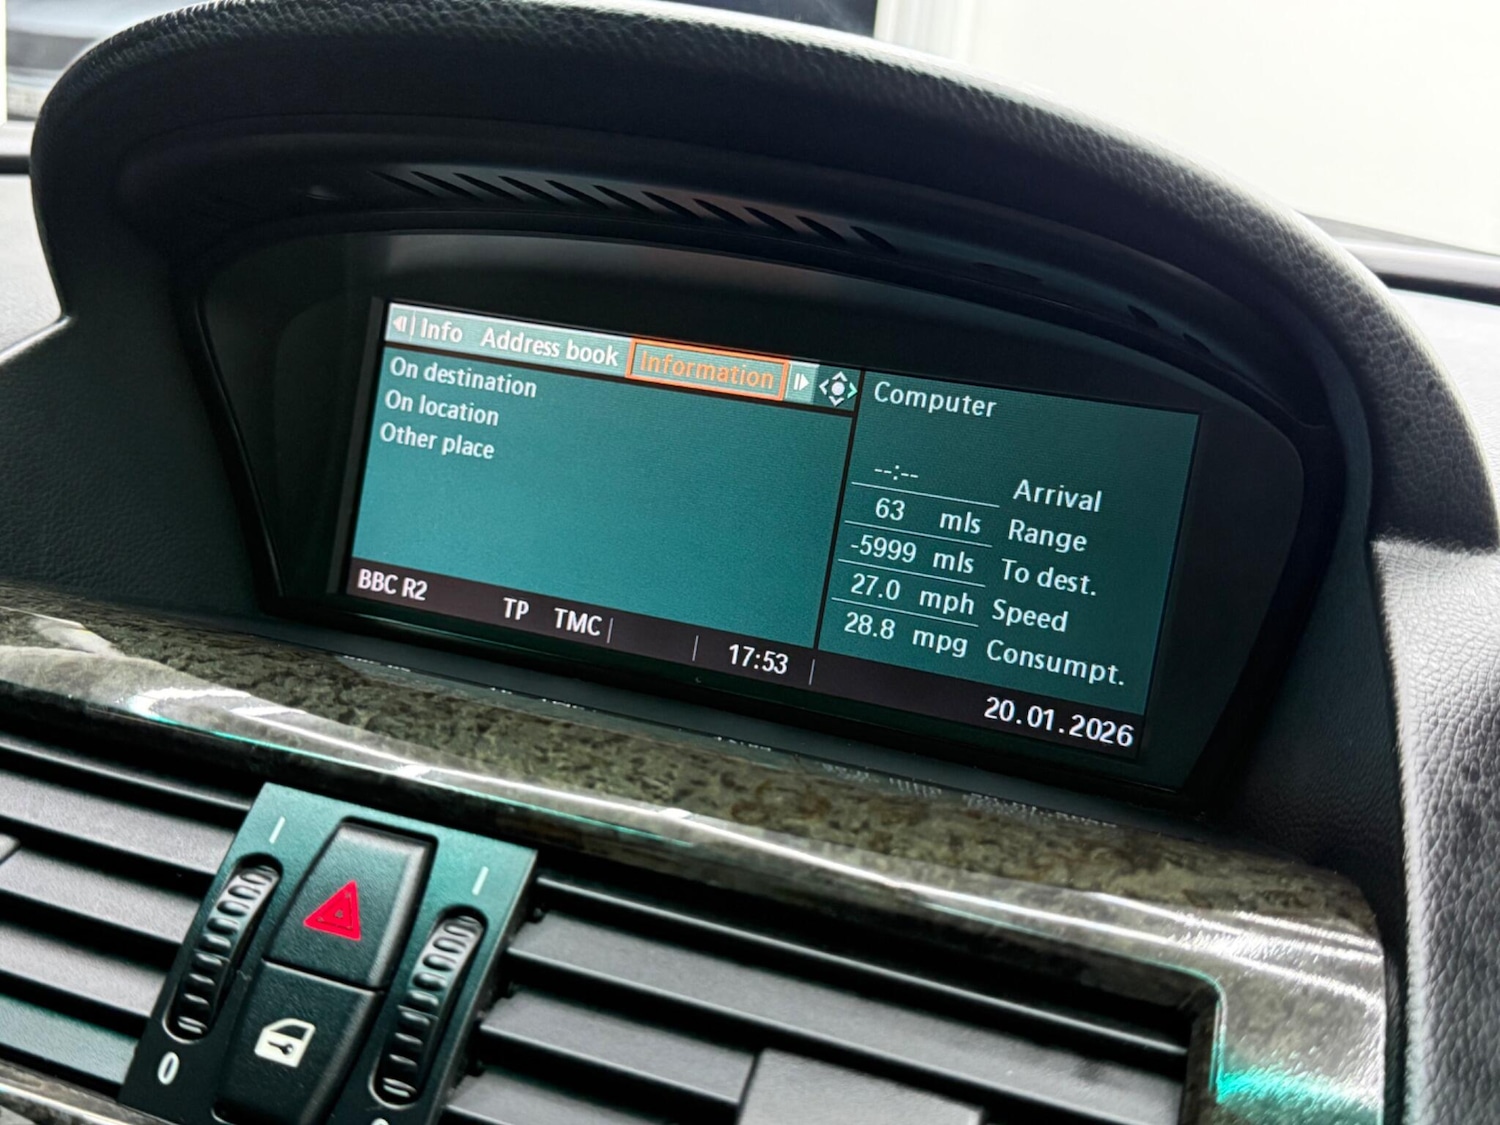 Info Address book Information
On destination
On location
Other place
Computer
--:-- Arrival
63 mls Range
-5999 mls To dest.
27.0 mph Speed
28.8 mpg Consumpt.
BBC R2 TP TMC 17:53 20.01.2026
0